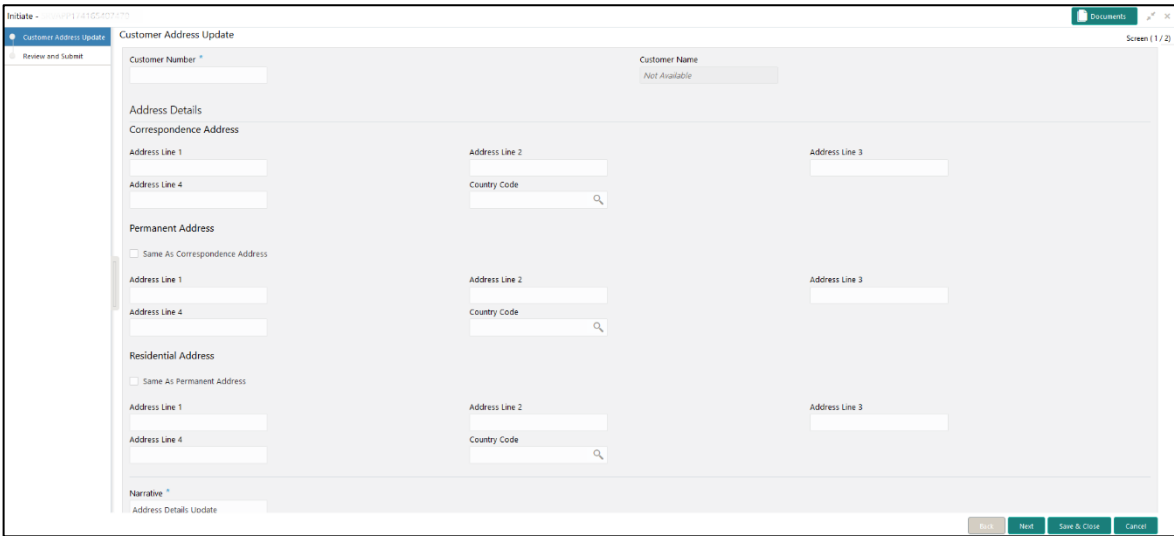 Initiate -
Documents
Customer Address Update
Review and Submit
Customer Address Update
Screen ( 1 / 2)
Customer Number *
Customer Name
Not Available
Address Details
Correspondence Address
Address Line 1
Address Line 2
Address Line 3
Address Line 4
Country Code
Permanent Address
Same As Correspondence Address
Address Line 1
Address Line 2
Address Line 3
Address Line 4
Country Code
Residential Address
Same As Permanent Address
Address Line 1
Address Line 2
Address Line 3
Address Line 4
Country Code
Narrative *
Address Details Update
Back
Next
Save & Close
Cancel